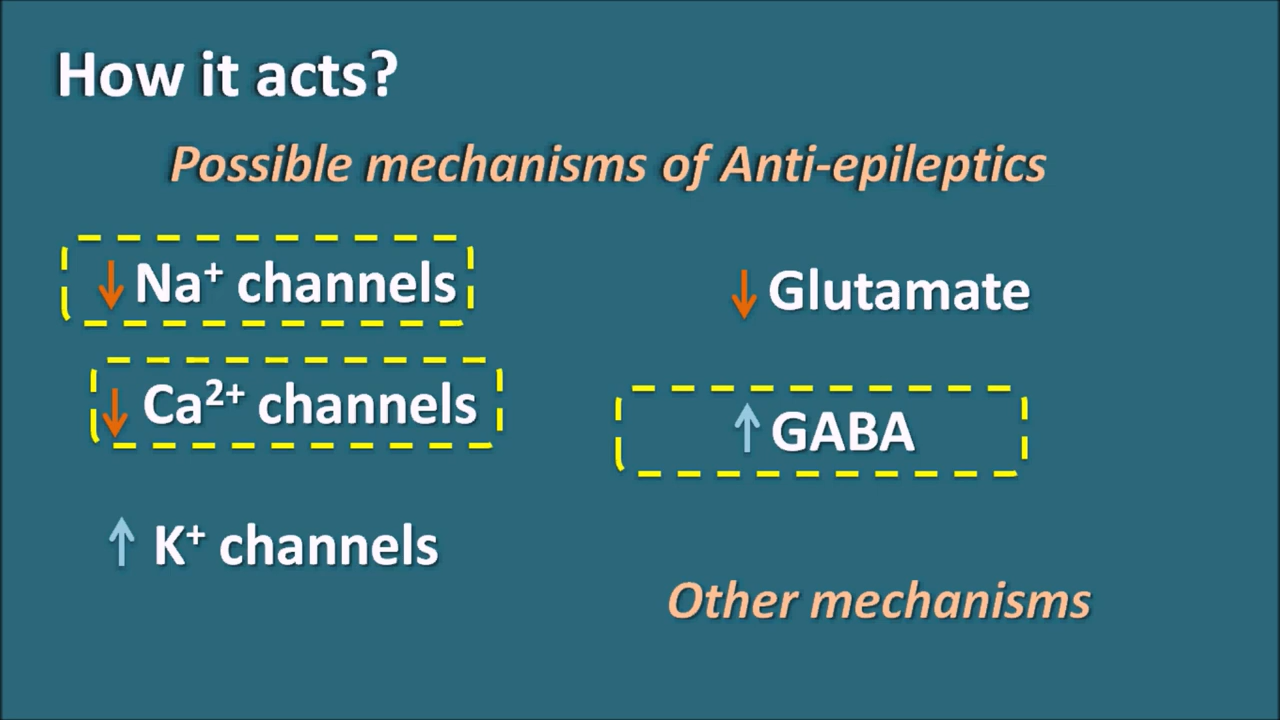 How it acts?
Possible mechanisms of Anti-epileptics
↓ Na⁺ channels
↓ Glutamate
↓ Ca²⁺ channels
↑ GABA
↑ K⁺ channels
Other mechanisms